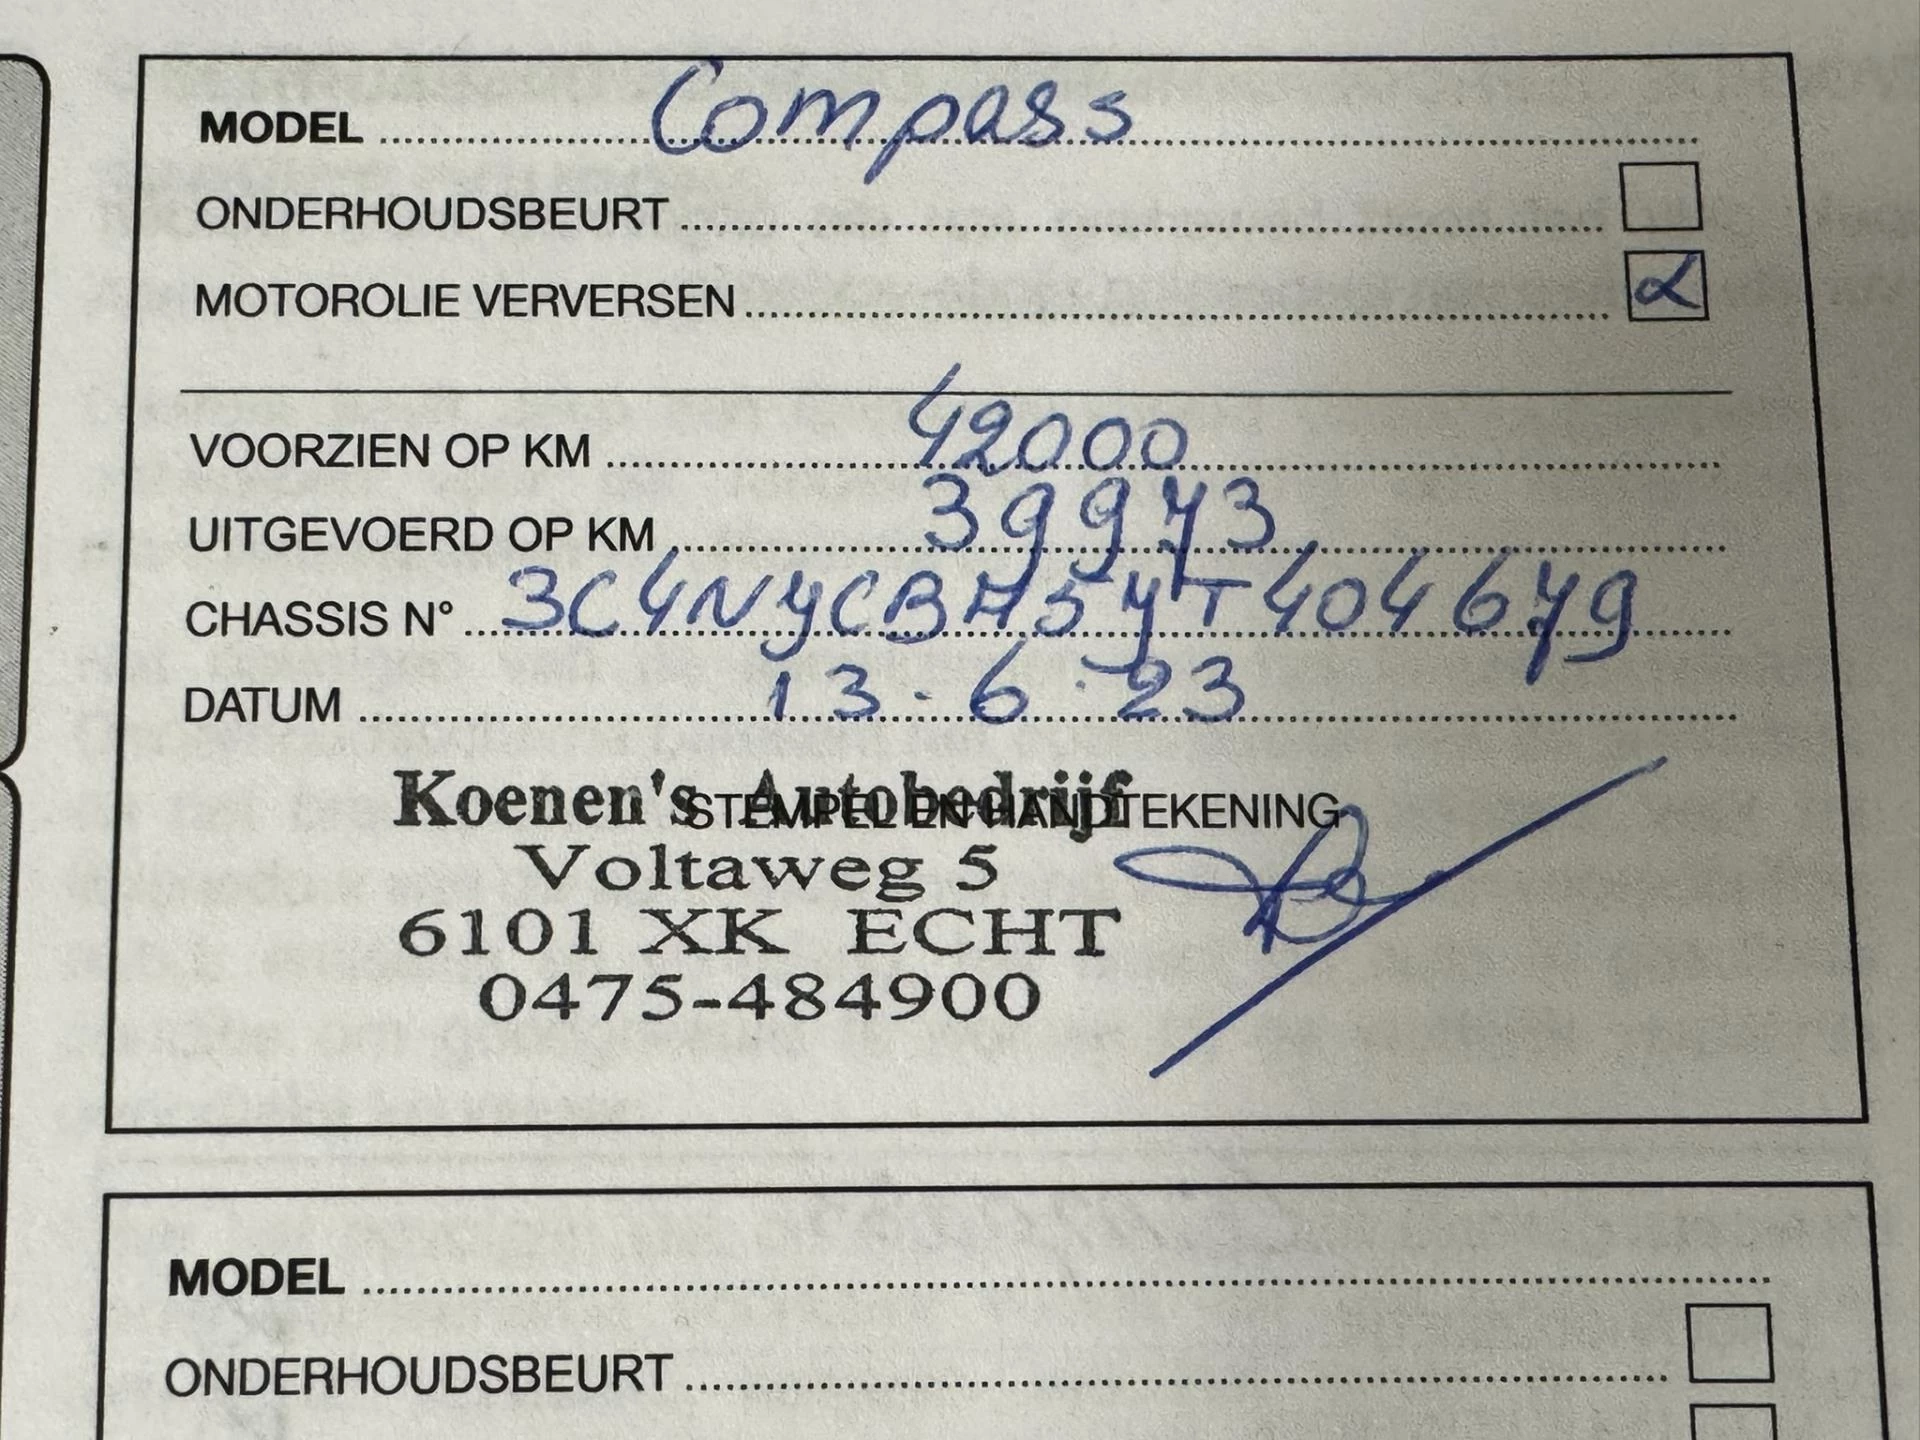 MODEL Compass
ONDERHOUDSBEURT
MOTOROLIE VERVERSEN
VOORZIEN OP KM 42000
UITGEVOERD OP KM 39973
CHASSIS N° 3C4NJCBH5JT404679
DATUM 13.6.23
STEMPEL EN HANDTEKENING
Koenen's Autobedrijf
Voltaweg 5
6101 XK ECHT
0475-484900
MODEL
ONDERHOUDSBEURT